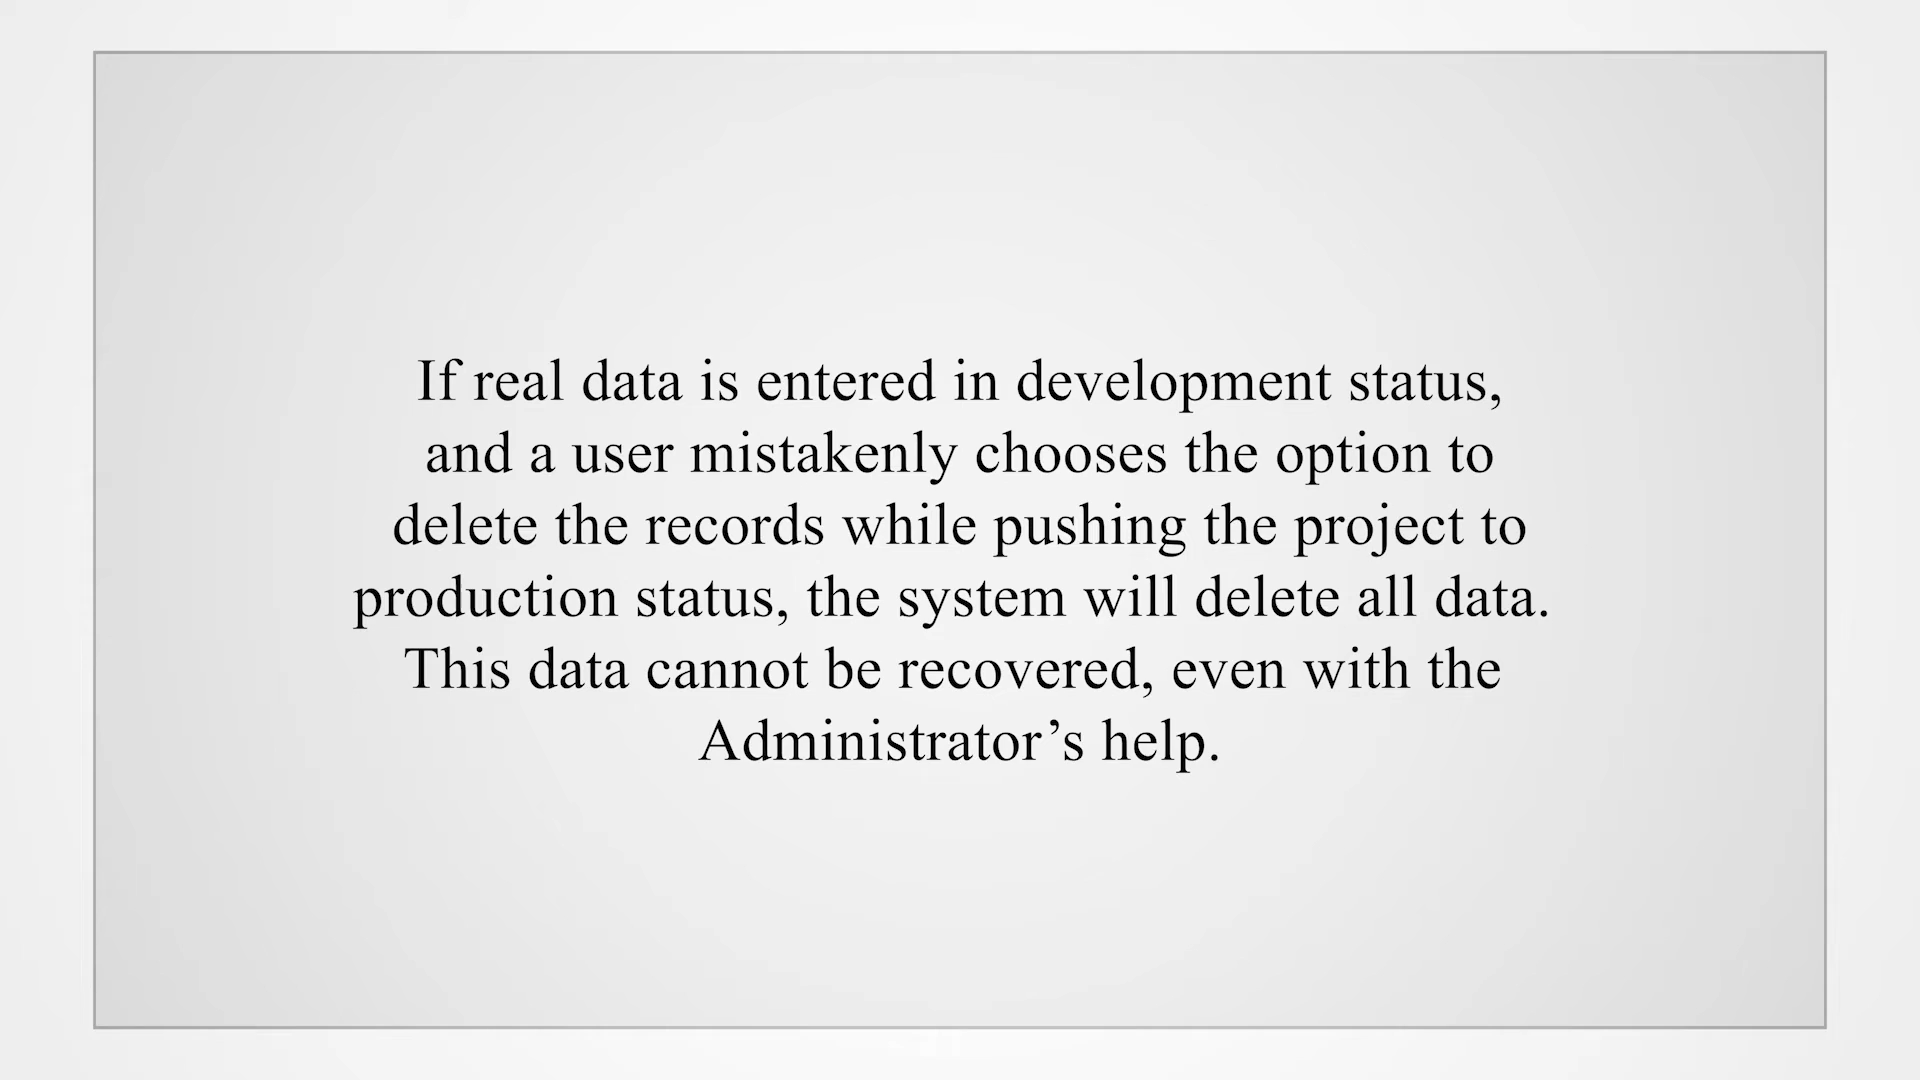 If real data is entered in development status,
and a user mistakenly chooses the option to
delete the records while pushing the project to
production status, the system will delete all data.
This data cannot be recovered, even with the
Administrator’s help.